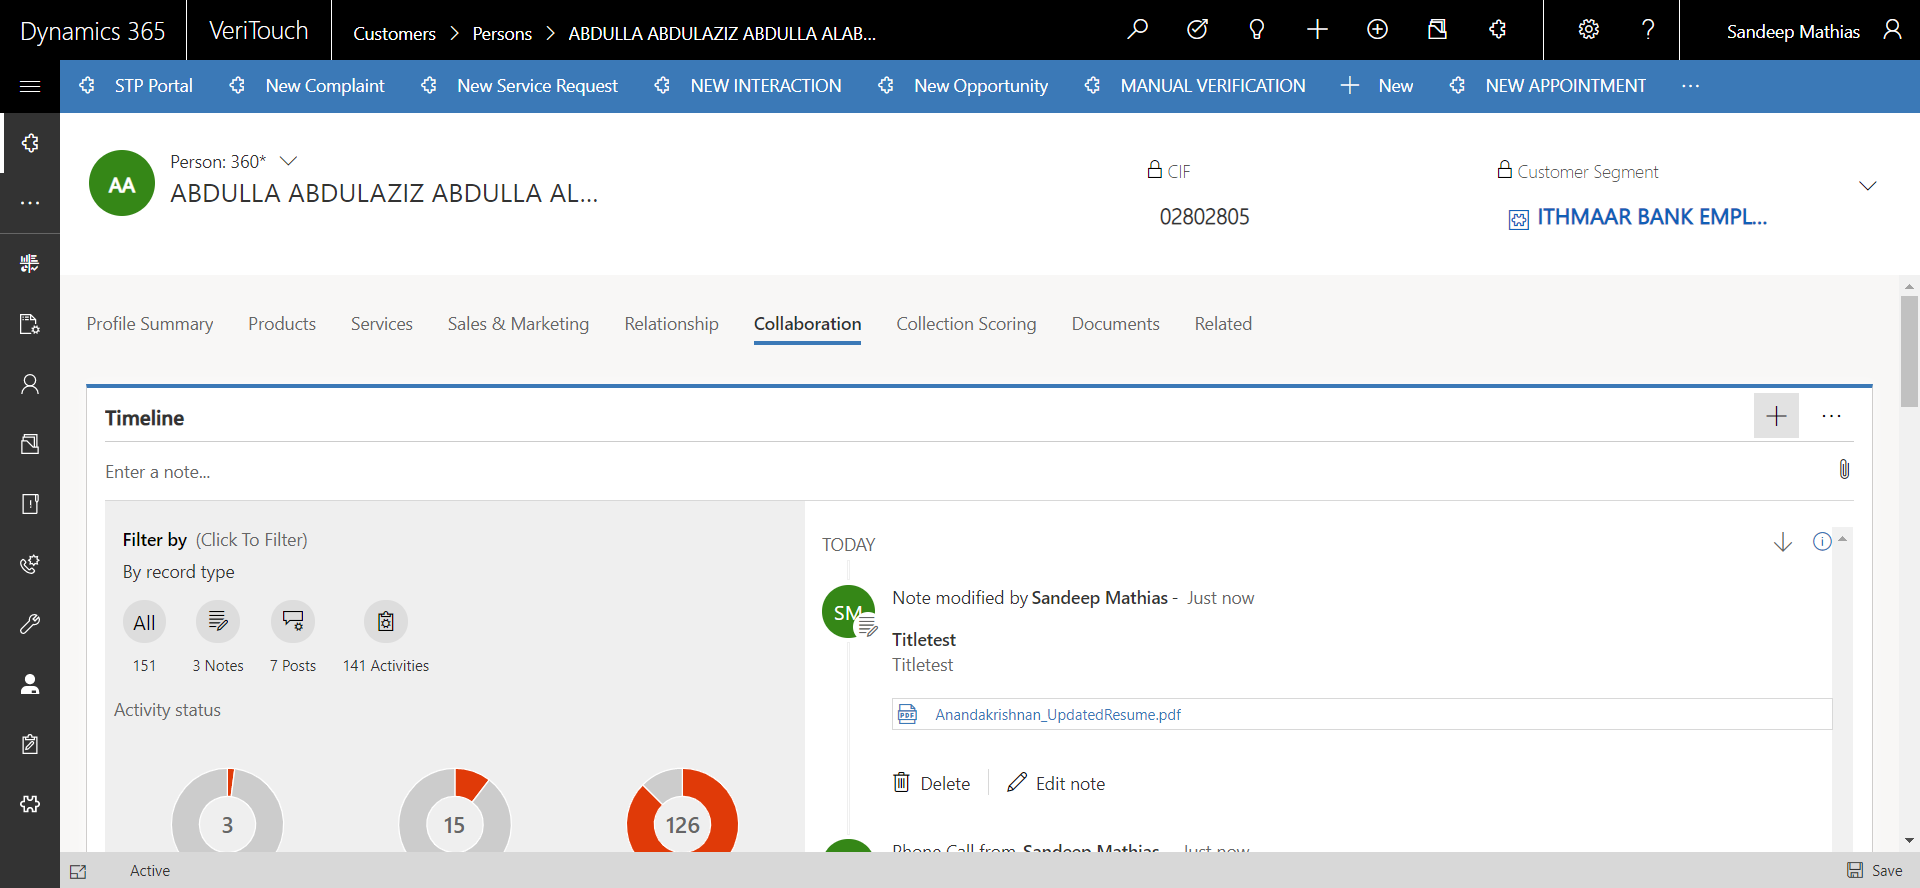 Dynamics 365
VeriTouch
Customers > Persons > ABDULLA ABDULAZIZ ABDULLA ALAB...
Sandeep Mathias
STP Portal
New Complaint
New Service Request
NEW INTERACTION
New Opportunity
MANUAL VERIFICATION
New
NEW APPOINTMENT
AA
Person: 360*
ABDULLA ABDULAZIZ ABDULLA AL...
CIF
02802805
Customer Segment
ITHMAAR BANK EMPL...
Profile Summary
Products
Services
Sales & Marketing
Relationship
Collaboration
Collection Scoring
Documents
Related
Timeline
Enter a note...
Filter by (Click To Filter)
By record type
All
151
3 Notes
7 Posts
141 Activities
Activity status
3
15
126
TODAY
SM
Note modified by Sandeep Mathias - Just now
Titletest
Titletest
PDF
Anandakrishnan_UpdatedResume.pdf
Delete
Edit note
Phone Call from Sandeep Mathias - Just now
Active
Save